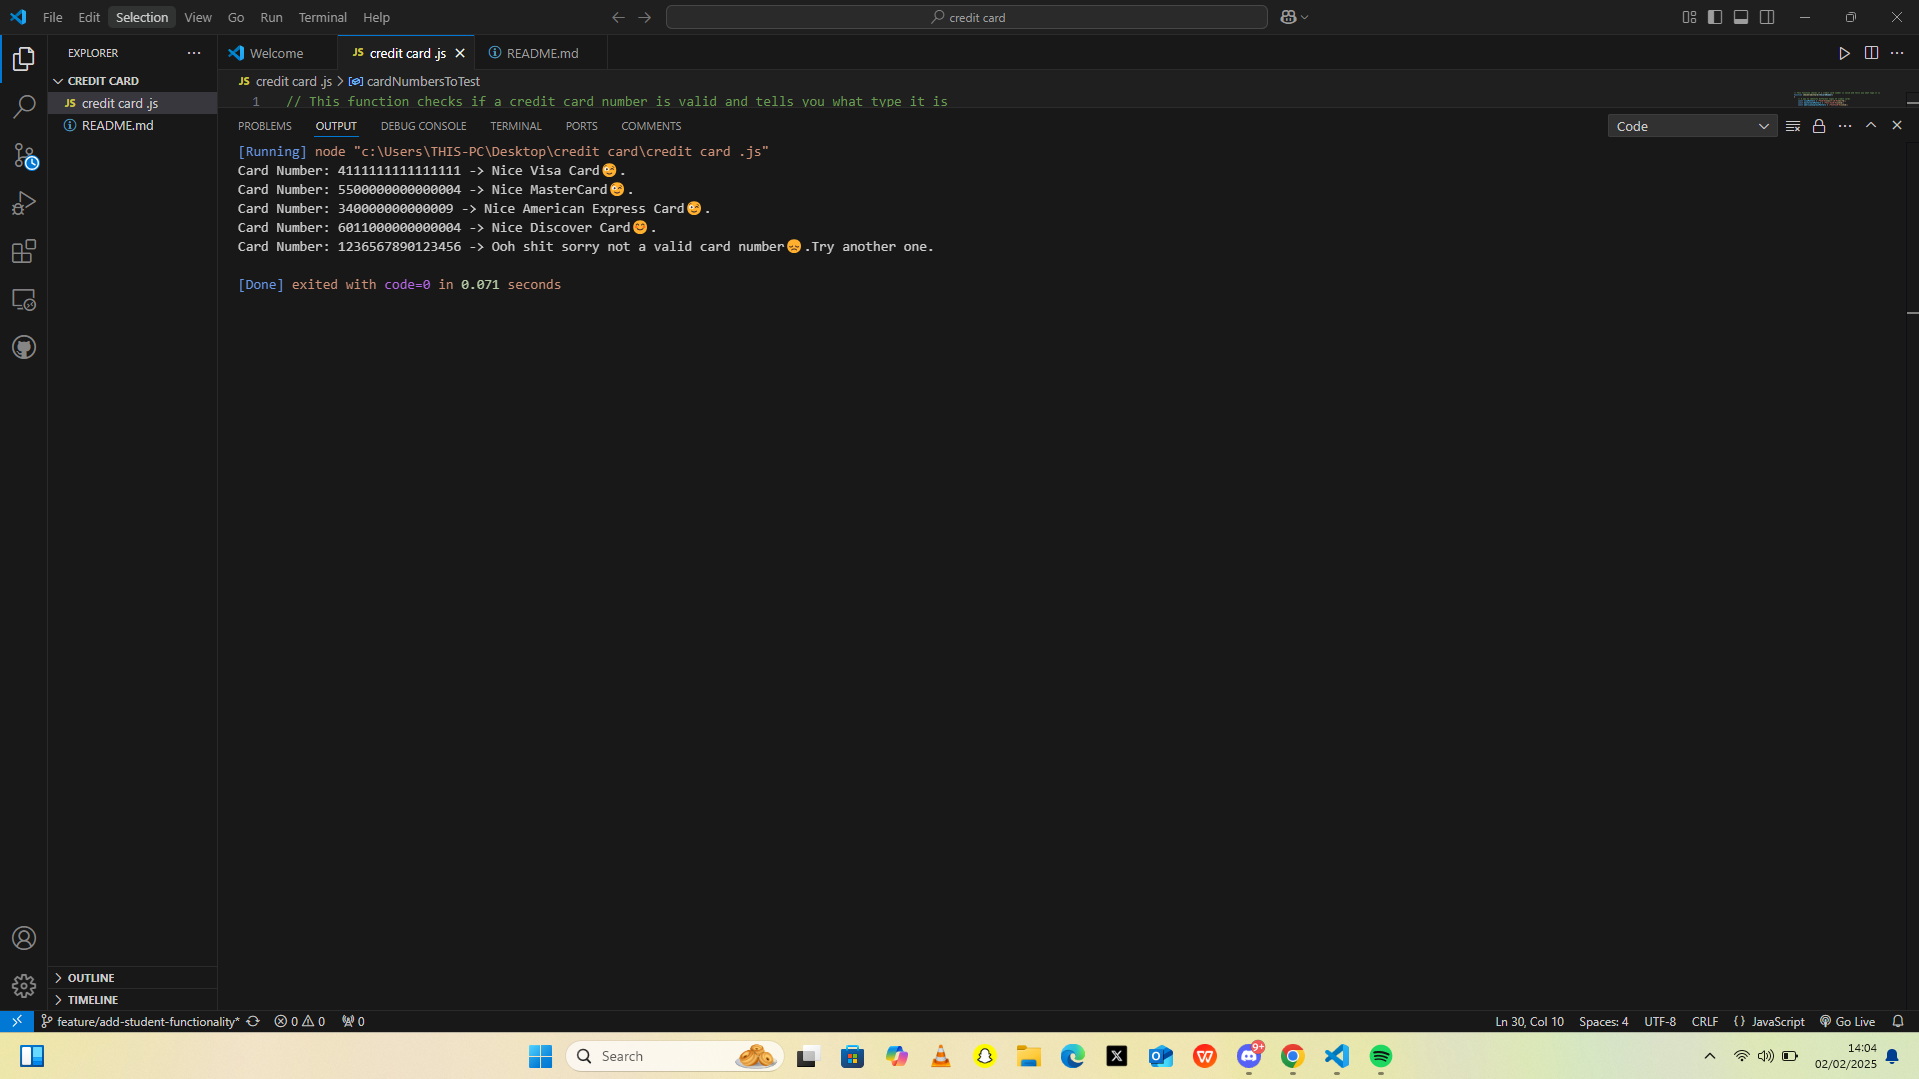 File Edit Selection View Go Run Terminal Help
credit card
EXPLORER
Welcome
JS credit card .js
README.md
CREDIT CARD
JS credit card .js
README.md
JS credit card .js > cardNumbersToTest
1 // This function checks if a credit card number is valid and tells you what type it is
PROBLEMS OUTPUT DEBUG CONSOLE TERMINAL PORTS COMMENTS
Code
[Running] node "c:\Users\THIS-PC\Desktop\credit card\credit card .js"
Card Number: 4111111111111111 -> Nice Visa Card😊.
Card Number: 5500000000000004 -> Nice MasterCard😊.
Card Number: 340000000000009 -> Nice American Express Card😊.
Card Number: 6011000000000004 -> Nice Discover Card😊.
Card Number: 1236567890123456 -> Ooh shit sorry not a valid card number😞.Try another one.
[Done] exited with code=0 in 0.071 seconds
OUTLINE
TIMELINE
feature/add-student-functionality* 0 0 0
Ln 30, Col 10 Spaces: 4 UTF-8 CRLF {} JavaScript Go Live
Search
9+
14:04
02/02/2025